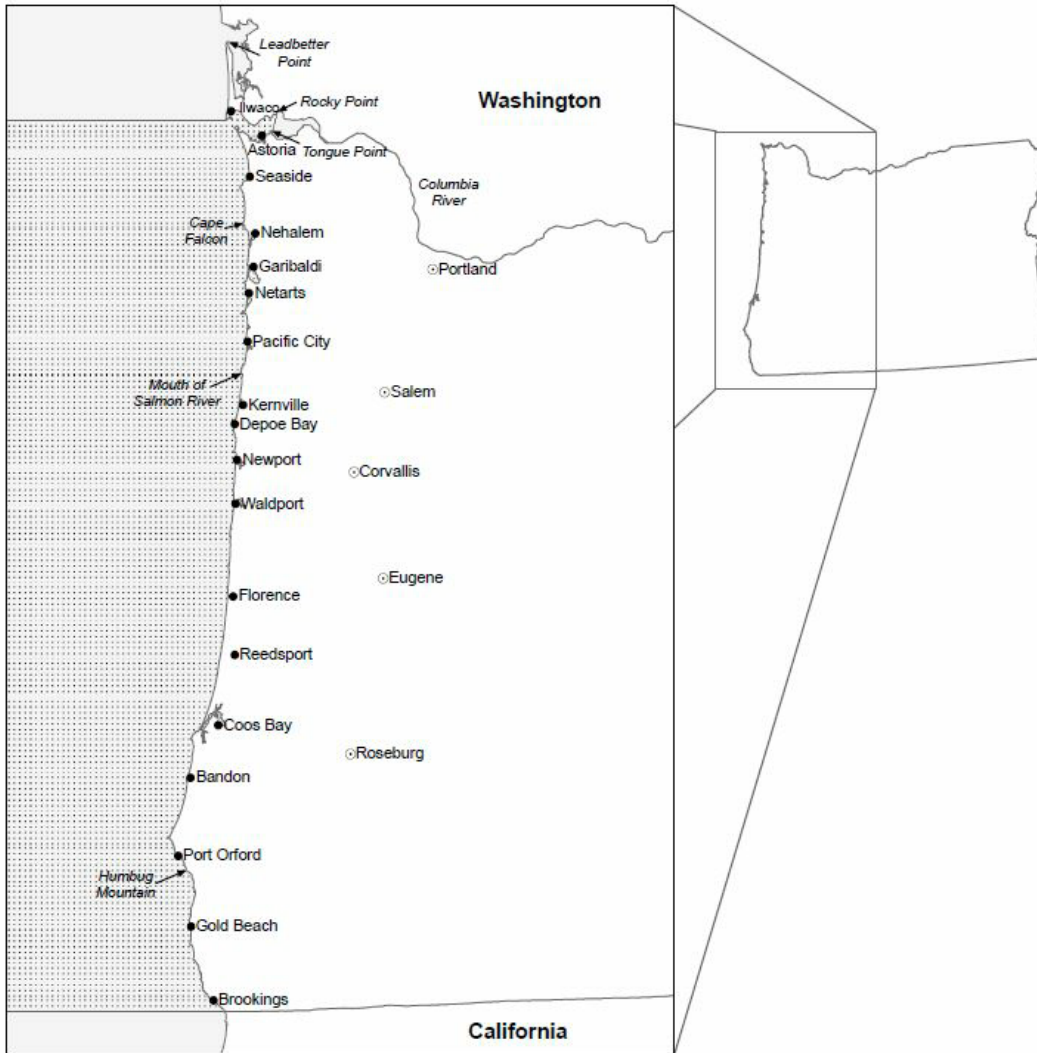 Leadbetter
Point
Washington
Ilwaco
Rocky Point
Astoria
Tongue Point
Seaside
Columbia
River
Cape
Falcon
Nehalem
Garibaldi
Portland
Netarts
Pacific City
Mouth of
Salmon River
Salem
Kernville
Depoe Bay
Newport
Corvallis
Waldport
Eugene
Florence
Reedsport
Coos Bay
Roseburg
Bandon
Port Orford
Humbug
Mountain
Gold Beach
Brookings
California